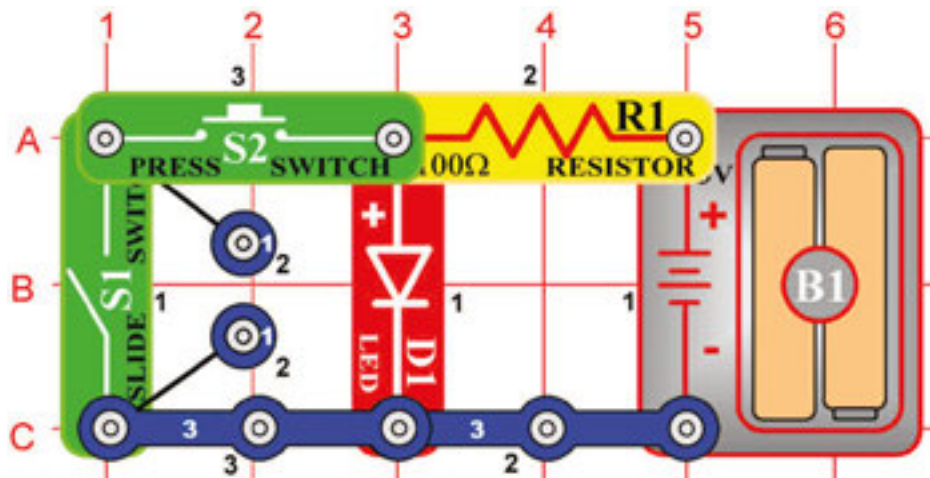 1 2 3 4 5 6
3 2
A
S2 R1
PRESS SWITCH 00Ω RESISTOR
V
SLIDE SWITC
S1
+ +
1
2
B
1 1 1 B1
1
2
-
LED
D1
C
3 3
3 2